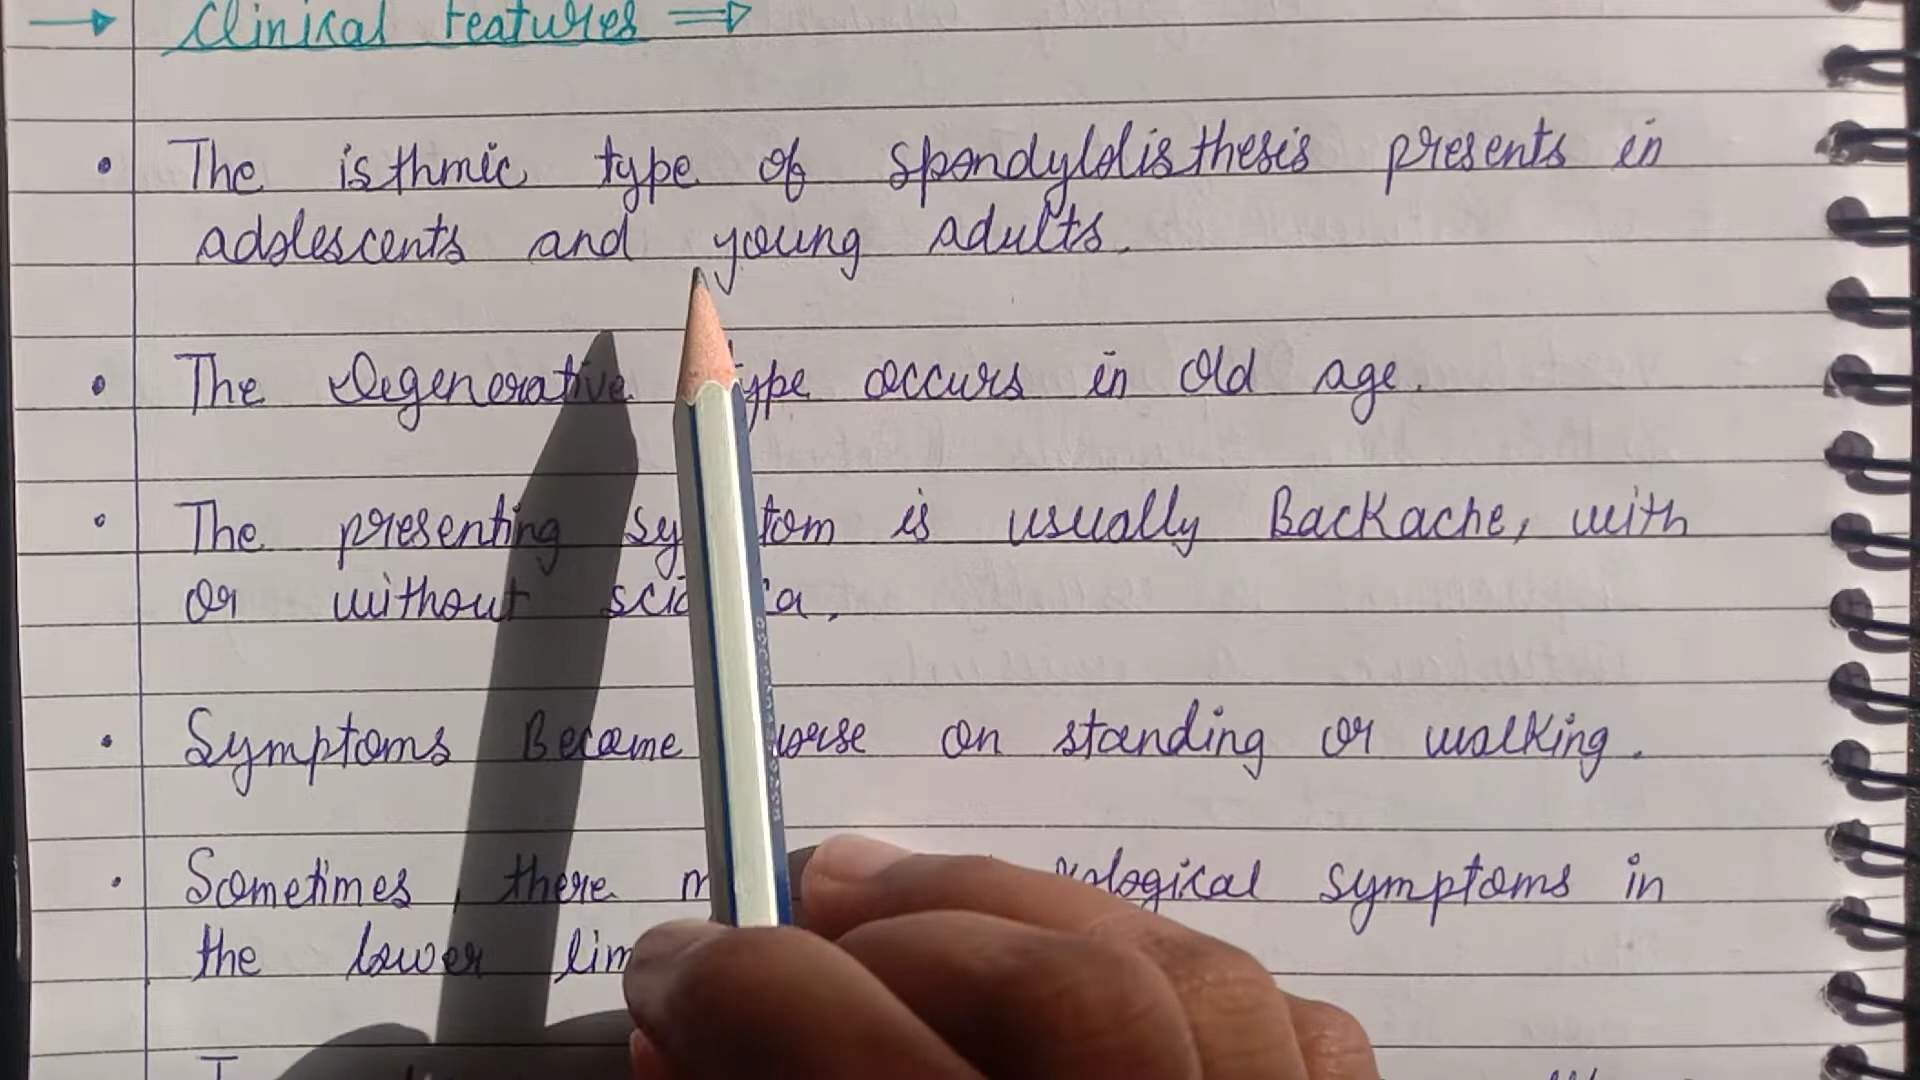 Clinical Features
The isthmic type of spondylolisthesis presents in
adolescents and young adults.
The degenerative type occurs in old age.
The presenting symptom is usually Backache, with
or without sciatica,
Symptoms Become worse on standing or walking.
Sometimes, there symptoms in
the lower